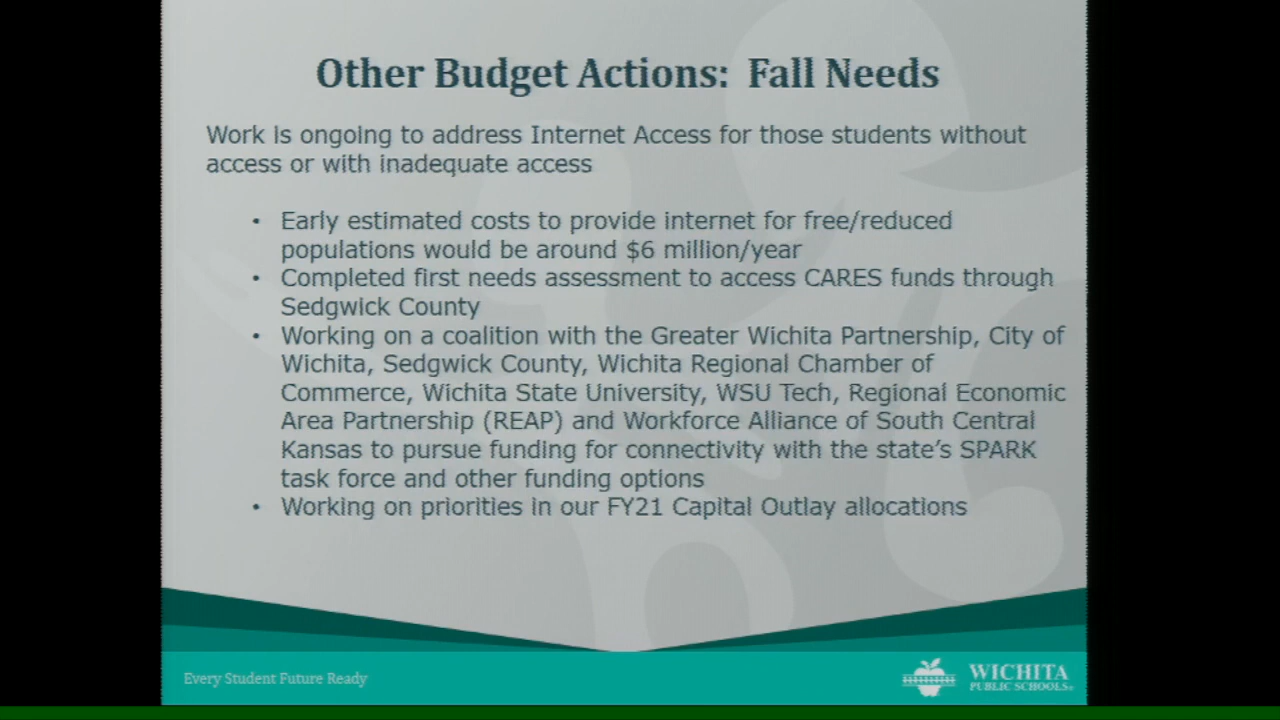 Other Budget Actions:  Fall Needs
Work is ongoing to address Internet Access for those students without
access or with inadequate access
• Early estimated costs to provide internet for free/reduced
populations would be around $6 million/year
• Completed first needs assessment to access CARES funds through
Sedgwick County
• Working on a coalition with the Greater Wichita Partnership, City of
Wichita, Sedgwick County, Wichita Regional Chamber of
Commerce, Wichita State University, WSU Tech, Regional Economic
Area Partnership (REAP) and Workforce Alliance of South Central
Kansas to pursue funding for connectivity with the state’s SPARK
task force and other funding options
• Working on priorities in our FY21 Capital Outlay allocations
Every Student Future Ready
WICHITA
PUBLIC SCHOOLS